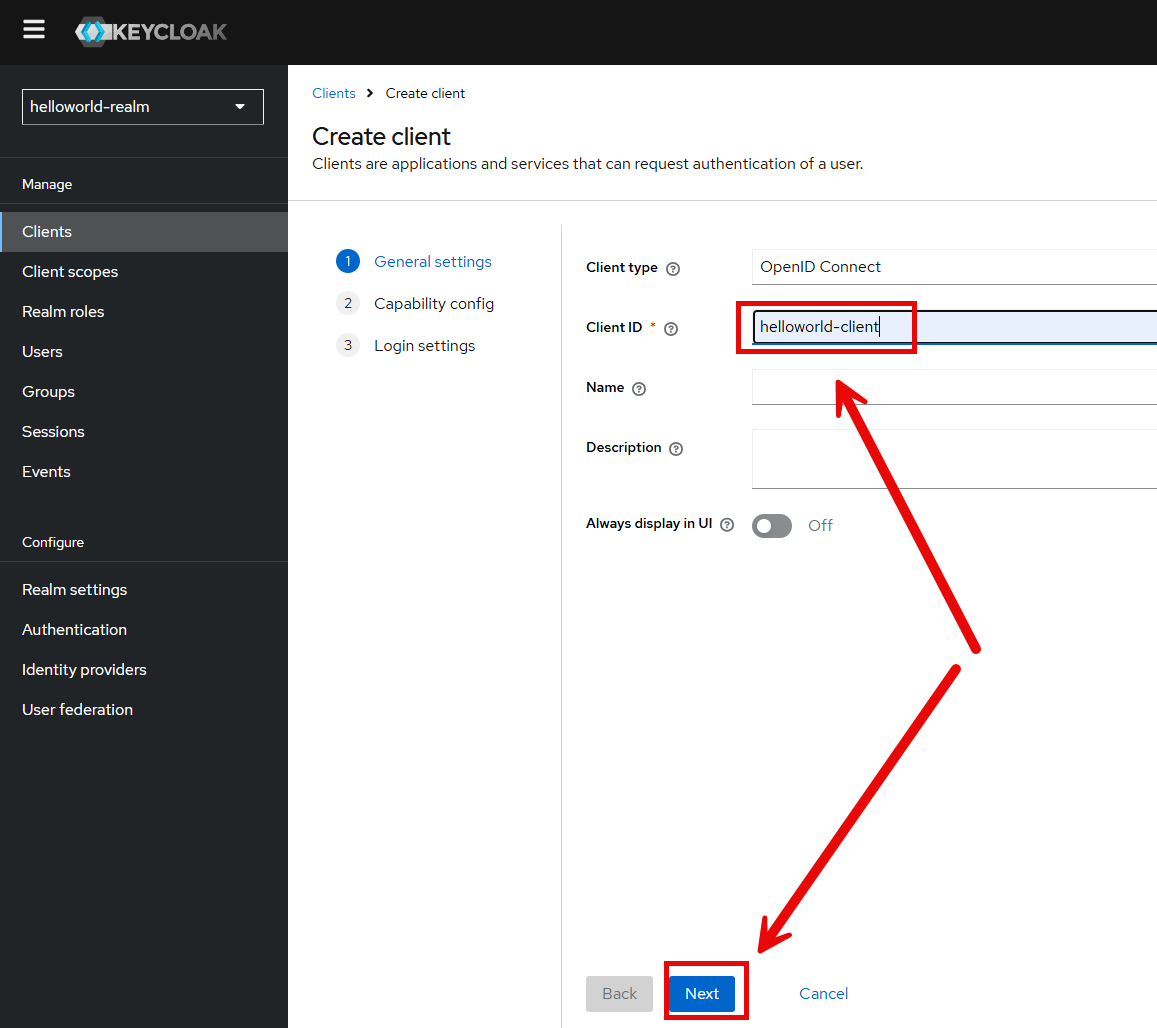 KEYCLOAK
helloworld-realm
Manage
Clients
Client scopes
Realm roles
Users
Groups
Sessions
Events
Configure
Realm settings
Authentication
Identity providers
User federation
Clients > Create client
Create client
Clients are applications and services that can request authentication of a user.
1 General settings
2 Capability config
3 Login settings
Client type ? OpenID Connect
Client ID * ? helloworld-client
Name ?
Description ?
Always display in UI ? Off
Back Next Cancel